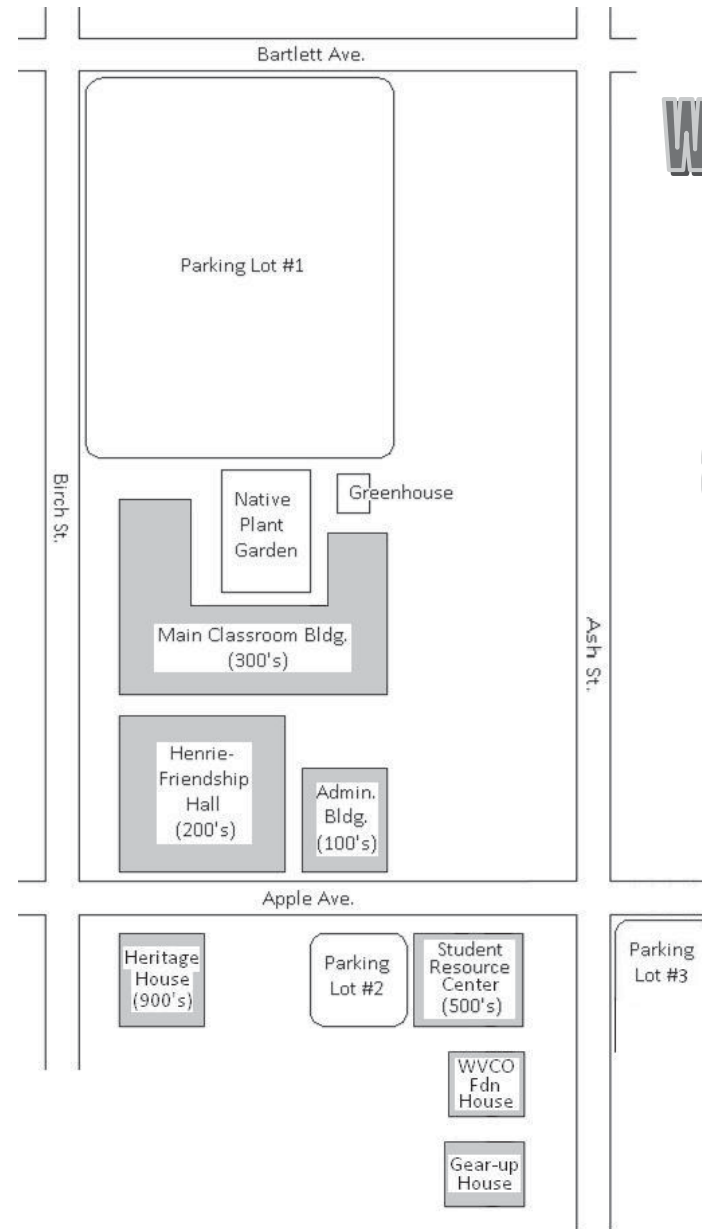 Bartlett Ave.
W
Parking Lot #1
Birch St.
Native
Plant
Garden
Greenhouse
Main Classroom Bldg.
(300's)
Ash St.
Henrie-
Friendship
Hall
(200's)
Admin.
Bldg.
(100's)
Apple Ave.
Heritage
House
(900's)
Parking
Lot #2
Student
Resource
Center
(500's)
Parking
Lot #3
WVCO
Fdn
House
Gear-up
House